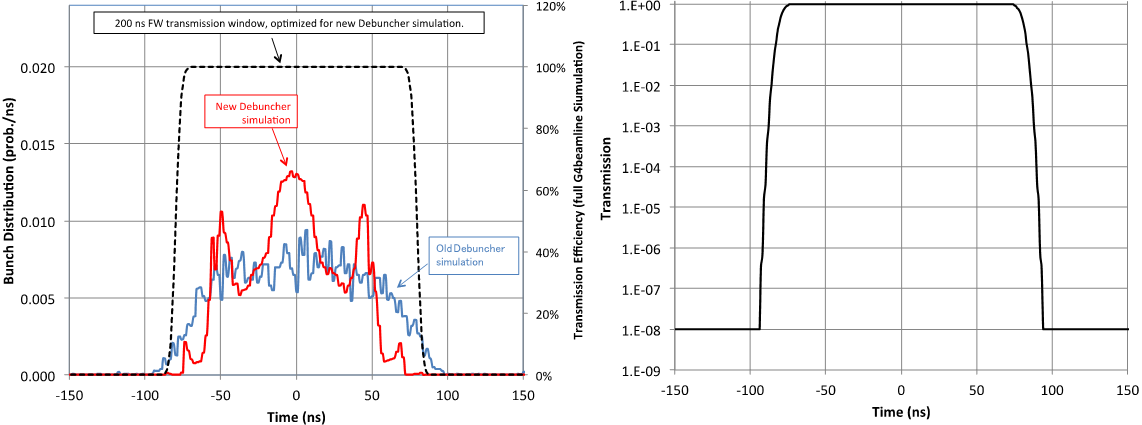 200 ns FW transmission window, optimized for new Debuncher simulation.
New Debuncher
simulation
Old Debuncher
simulation
Bunch Distribution (prob./ns)
0.020
0.015
0.010
0.005
0.000
120%
100%
80%
60%
40%
20%
0%
Transmission Efficiency (full G4beamline Siumulation)
-150
-100
-50
0
50
100
150
Time (ns)
Transmission
1.E+00
1.E-01
1.E-02
1.E-03
1.E-04
1.E-05
1.E-06
1.E-07
1.E-08
1.E-09
-150
-100
-50
0
50
100
150
Time (ns)